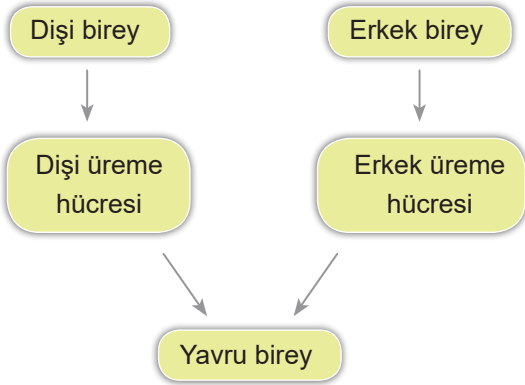 Dişi birey
Erkek birey
Dişi üreme
hücresi
Erkek üreme
hücresi
Yavru birey